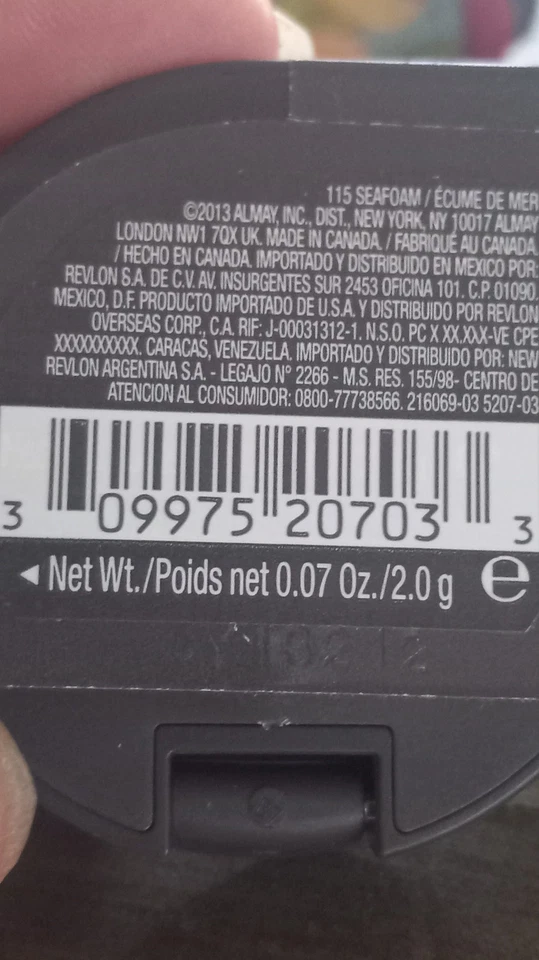 115 SEAFOAM / ÉCUME DE MER
©2013 ALMAY, INC., DIST., NEW YORK, NY 10017 ALMAY
LONDON NW1 7QX UK. MADE IN CANADA. / FABRIQUÉ AU CANADA.
/ HECHO EN CANADA. IMPORTADO Y DISTRIBUIDO EN MEXICO POR:
REVLON S.A. DE C.V. AV. INSURGENTES SUR 2453 OFICINA 101. C.P. 01090.
MEXICO, D.F. PRODUCTO IMPORTADO DE U.S.A. Y DISTRIBUIDO POR REVLON
OVERSEAS CORP., C.A. RIF: J-00031312-1. N.S.O. PC X XX.XXX-VE CPE
XXXXXXXXXX. CARACAS, VENEZUELA. IMPORTADO Y DISTRIBUIDO POR: NEW
REVLON ARGENTINA S.A. - LEGAJO N° 2266 - M.S. RES. 155/98- CENTRO DE
ATENCION AL CONSUMIDOR: 0800-77738566. 216069-03 5207-03
3 09975 20703 3
◄ Net Wt./Poids net 0.07 Oz./2.0 g e